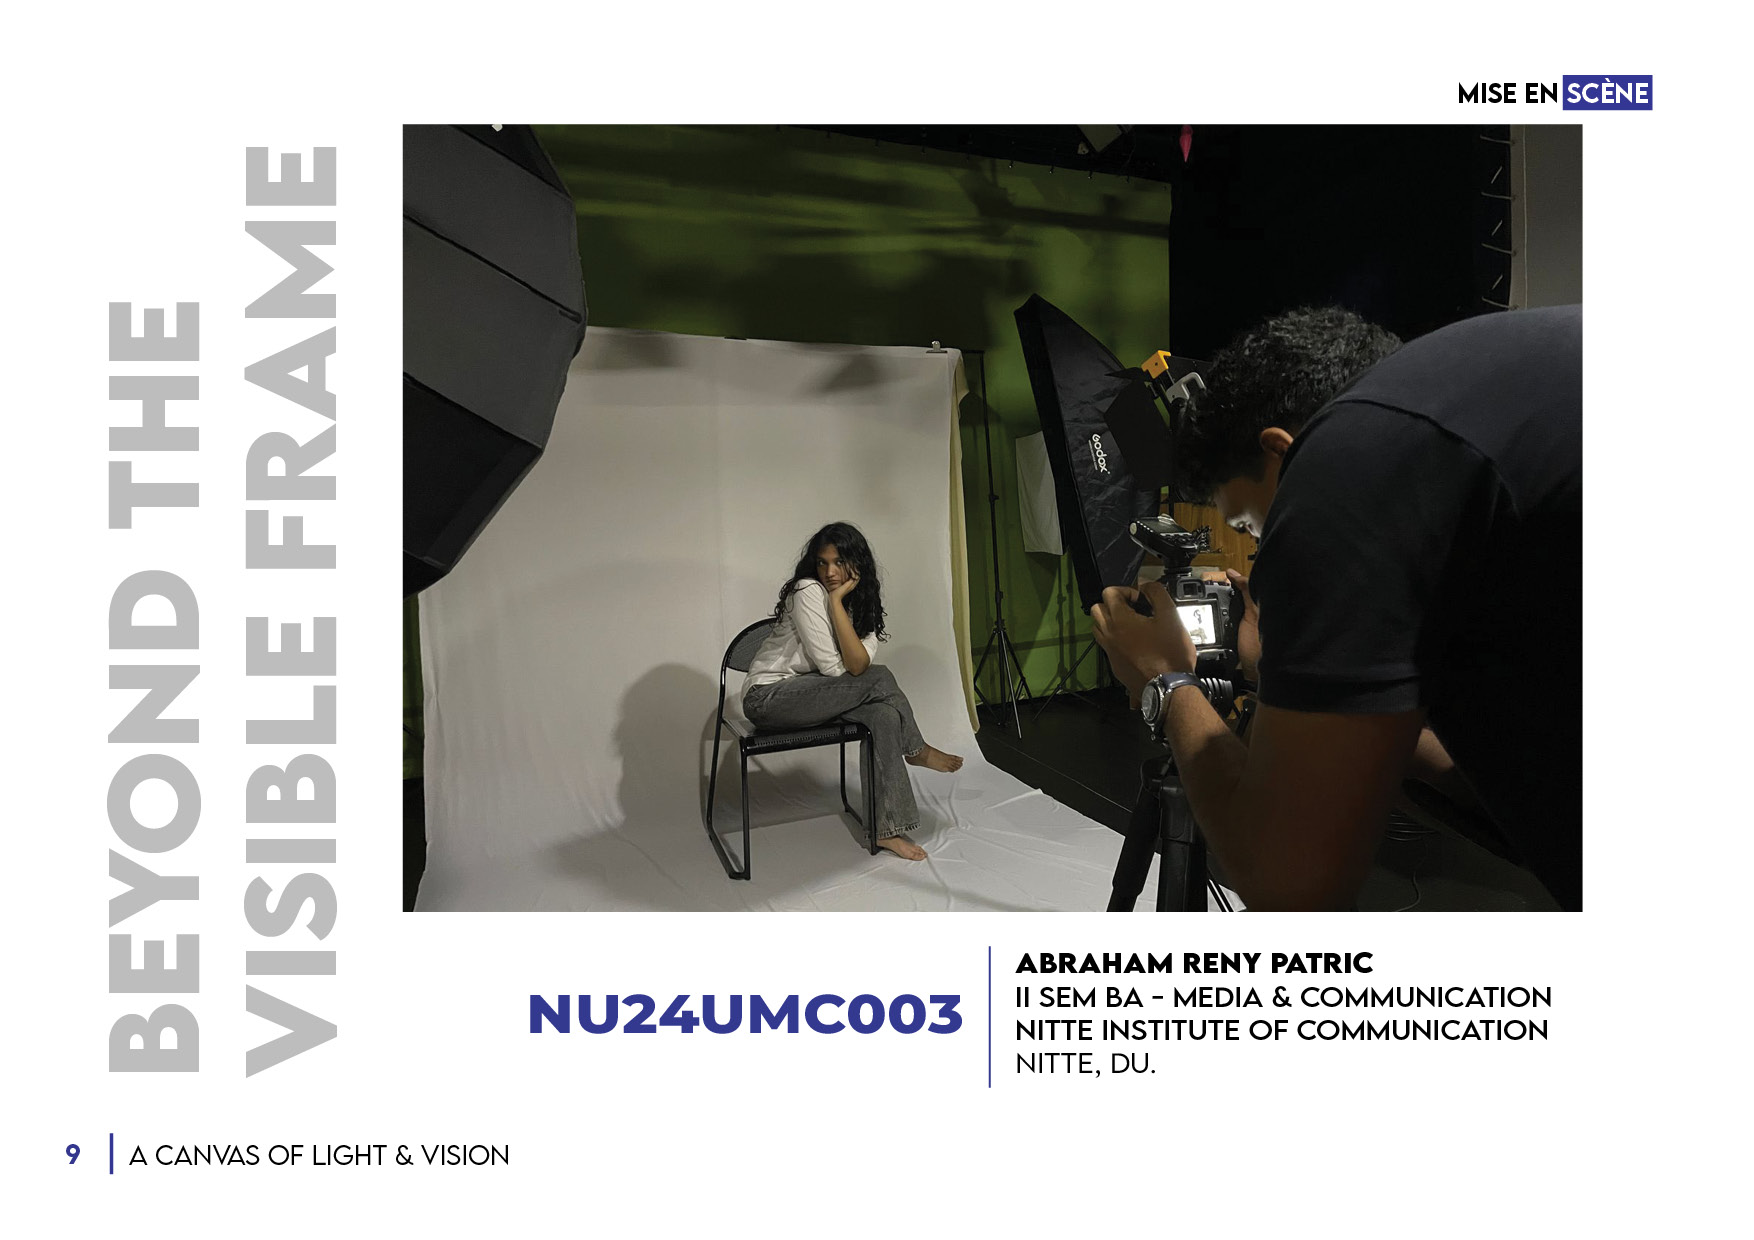 MISE EN SCÈNE
BEYOND THE
VISIBLE FRAME
Godox
NU24UMC003
ABRAHAM RENY PATRIC
II SEM BA - MEDIA & COMMUNICATION
NITTE INSTITUTE OF COMMUNICATION
NITTE, DU.
9
A CANVAS OF LIGHT & VISION